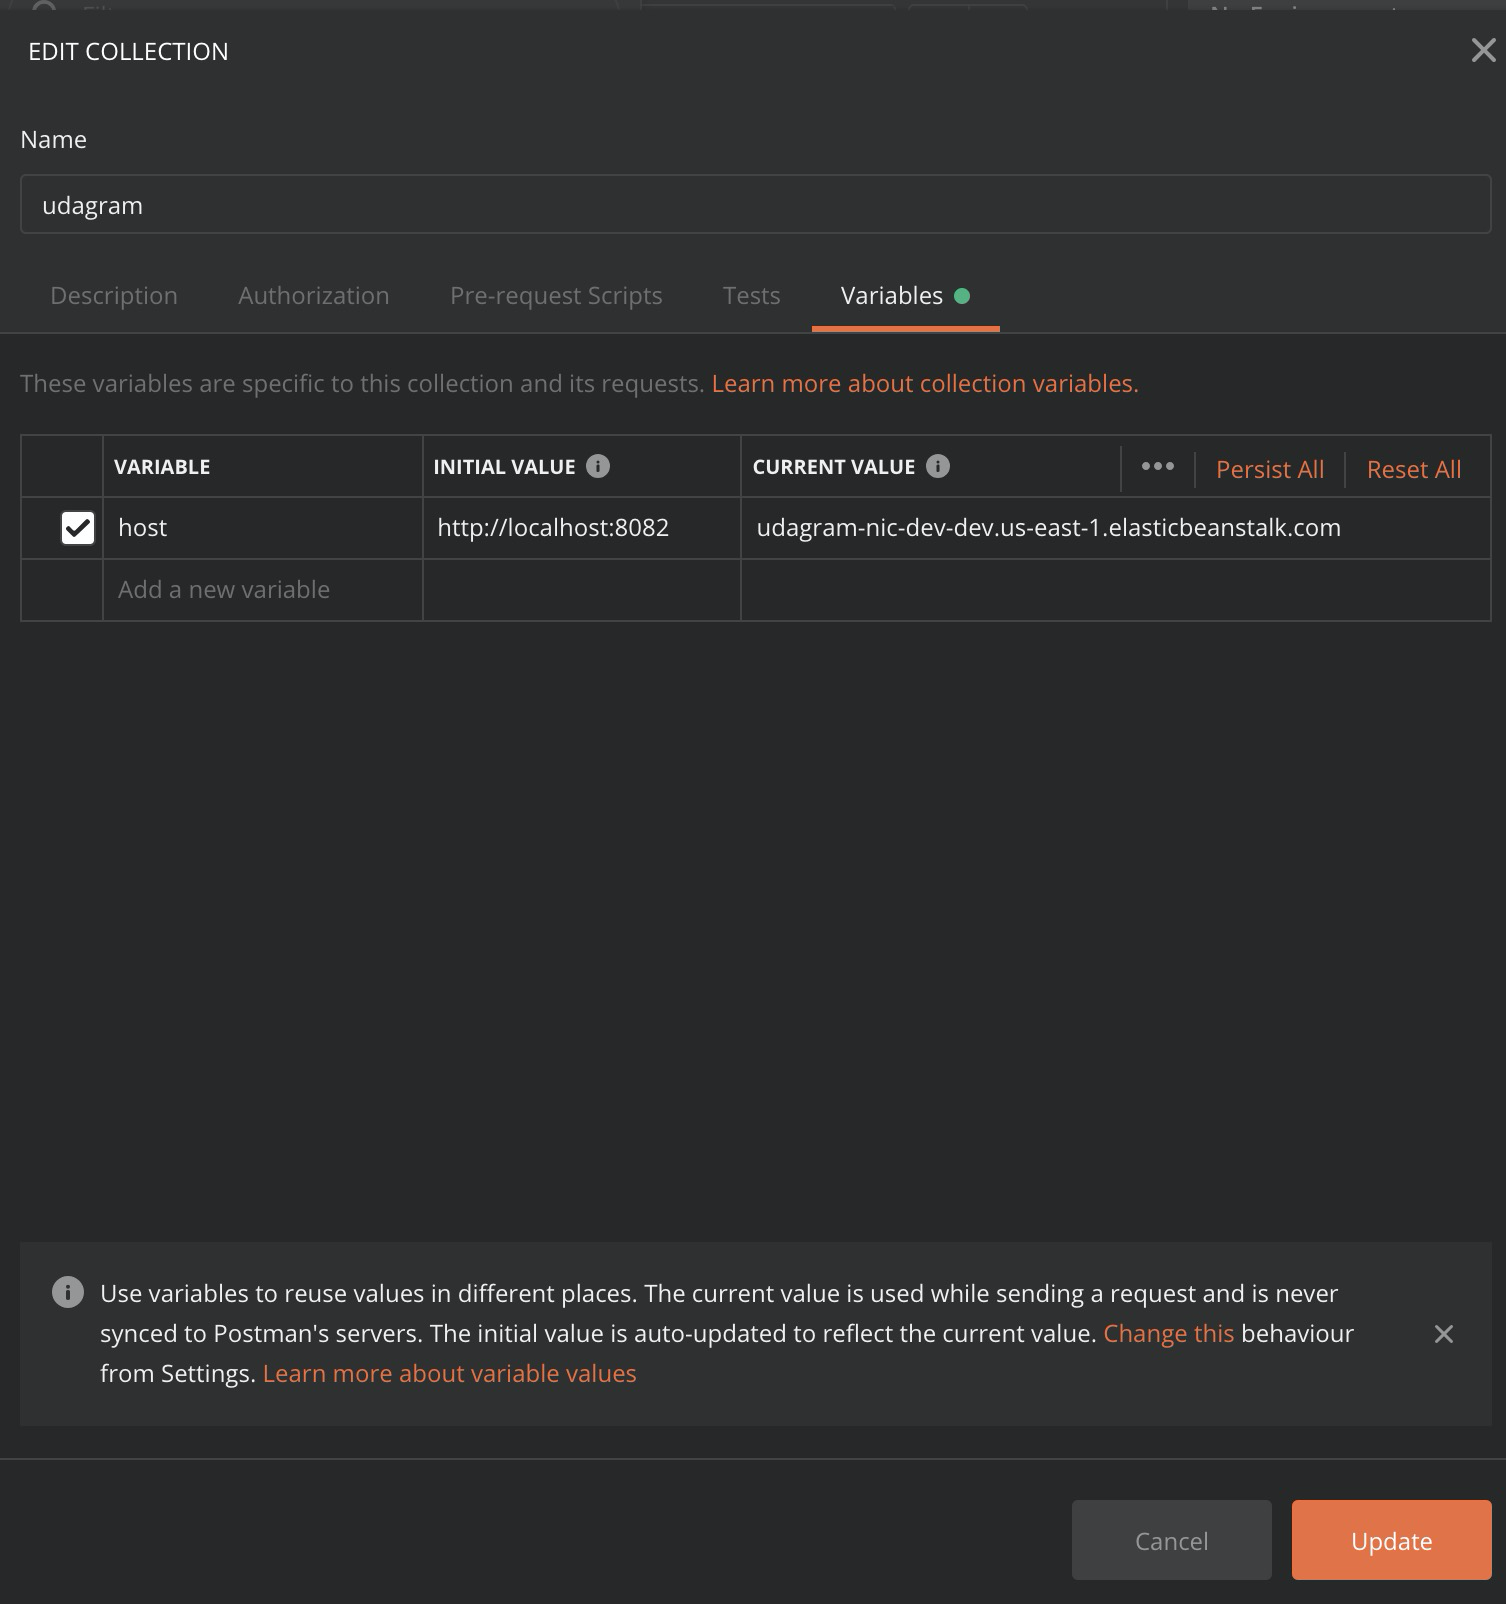 EDIT COLLECTION
Name
udagram
Description Authorization Pre-request Scripts Tests Variables
These variables are specific to this collection and its requests. Learn more about collection variables.
VARIABLE INITIAL VALUE CURRENT VALUE ••• Persist All Reset All
host http://localhost:8082 udagram-nic-dev-dev.us-east-1.elasticbeanstalk.com
Add a new variable
Use variables to reuse values in different places. The current value is used while sending a request and is never
synced to Postman's servers. The initial value is auto-updated to reflect the current value. Change this behaviour
from Settings. Learn more about variable values
Cancel Update